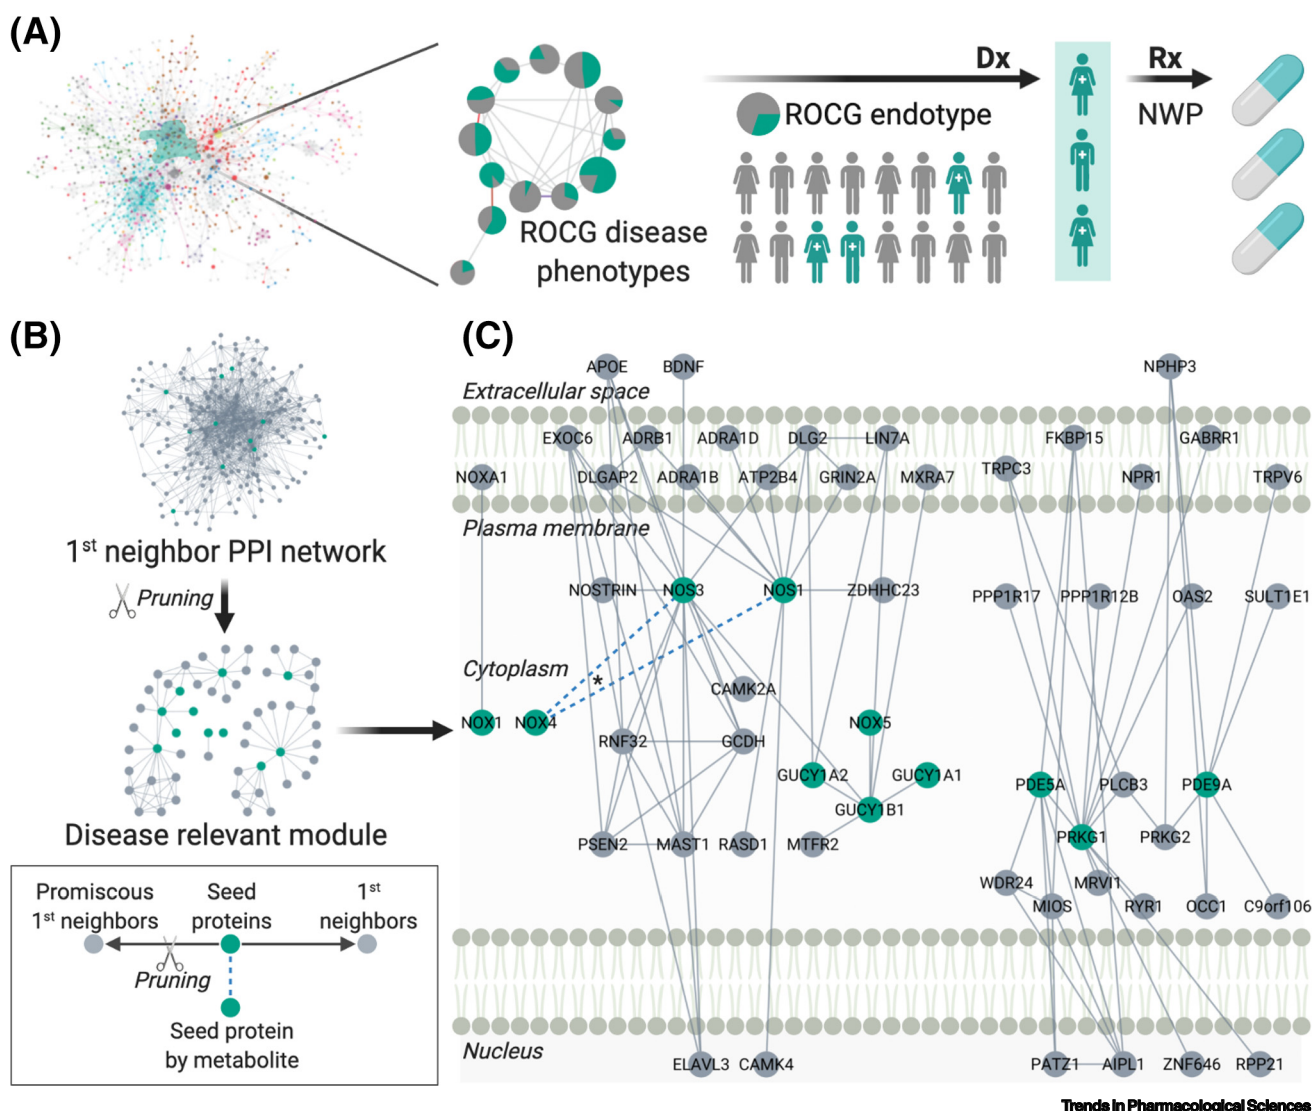 (A)
Dx
Rx
ROCG endotype
NWP
ROCG disease
phenotypes
(B)
1st neighbor PPI network
Pruning
Disease relevant module
Promiscous
1st neighbors
Seed
proteins
1st
neighbors
Pruning
Seed protein
by metabolite
(C)
APOE BDNF NPHP3
Extracellular space
EXOC6 ADRB1 ADRA1D DLG2 LIN7A FKBP15 GABRR1
NOXA1 DLGAP2 ADRA1B ATP2B4 GRIN2A MXRA7 TRPC3 NPR1 TRPV6
Plasma membrane
NOSTRIN NOS3 NOS1 ZDHHC23 PPP1R17 PPP1R12B OAS2 SULT1E1
Cytoplasm
*
CAMK2A
NOX1 NOX4 NOX5
RNF32 GCDH
GUCY1A2 GUCY1A1 PDE5A PLCB3 PDE9A
GUCY1B1
PSEN2 MAST1 RASD1 MTFR2 PRKG1 PRKG2
WDR24 MRVI1
MIOS RYR1 OCC1 C9orf106
Nucleus
ELAVL3 CAMK4 PATZ1 AIPL1 ZNF646 RPP21
Trends in Pharmacological Sciences